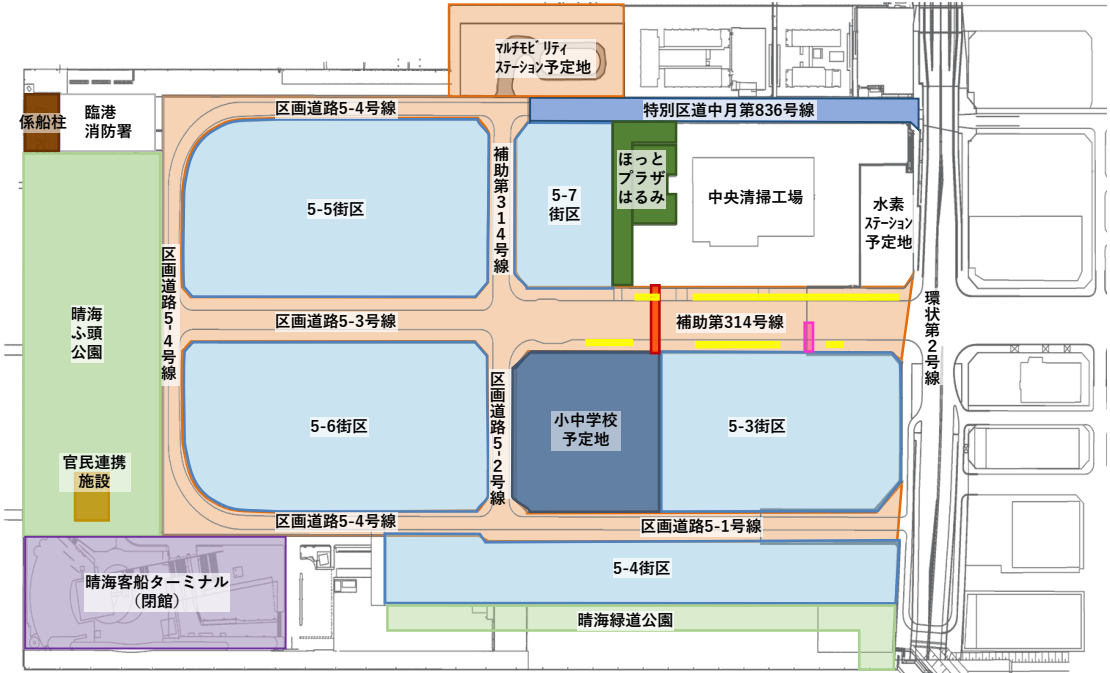 マルチモビリティ
ステーション予定地
係船柱
臨港
消防署
区画道路5-4号線
特別区道中月第836号線
補助第314号線
ほっと
プラザ
はるみ
中央清掃工場
水素
ステーション
予定地
5-5街区
5-7
街区
区画道路5-4号線
晴海
ふ頭
公園
区画道路5-3号線
補助第314号線
環状第2号線
5-6街区
区画道路5-2号線
小中学校
予定地
5-3街区
官民連携
施設
区画道路5-4号線
区画道路5-1号線
5-4街区
晴海客船ターミナル
（閉館）
晴海緑道公園